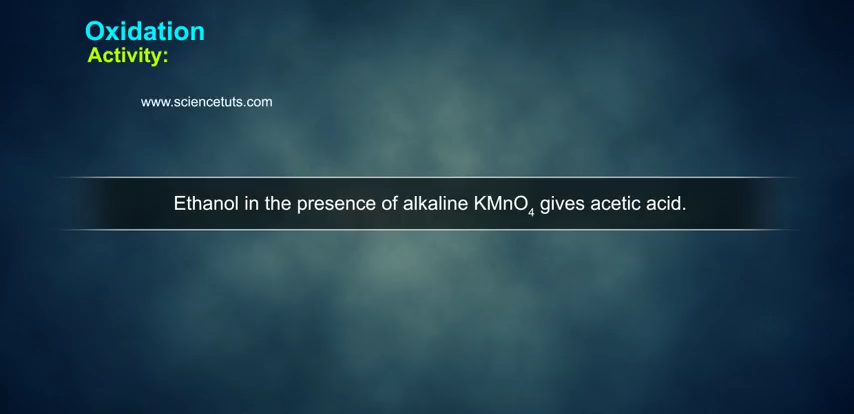 Oxidation
Activity:
www.sciencetuts.com
Ethanol in the presence of alkaline KMnO₄ gives acetic acid.